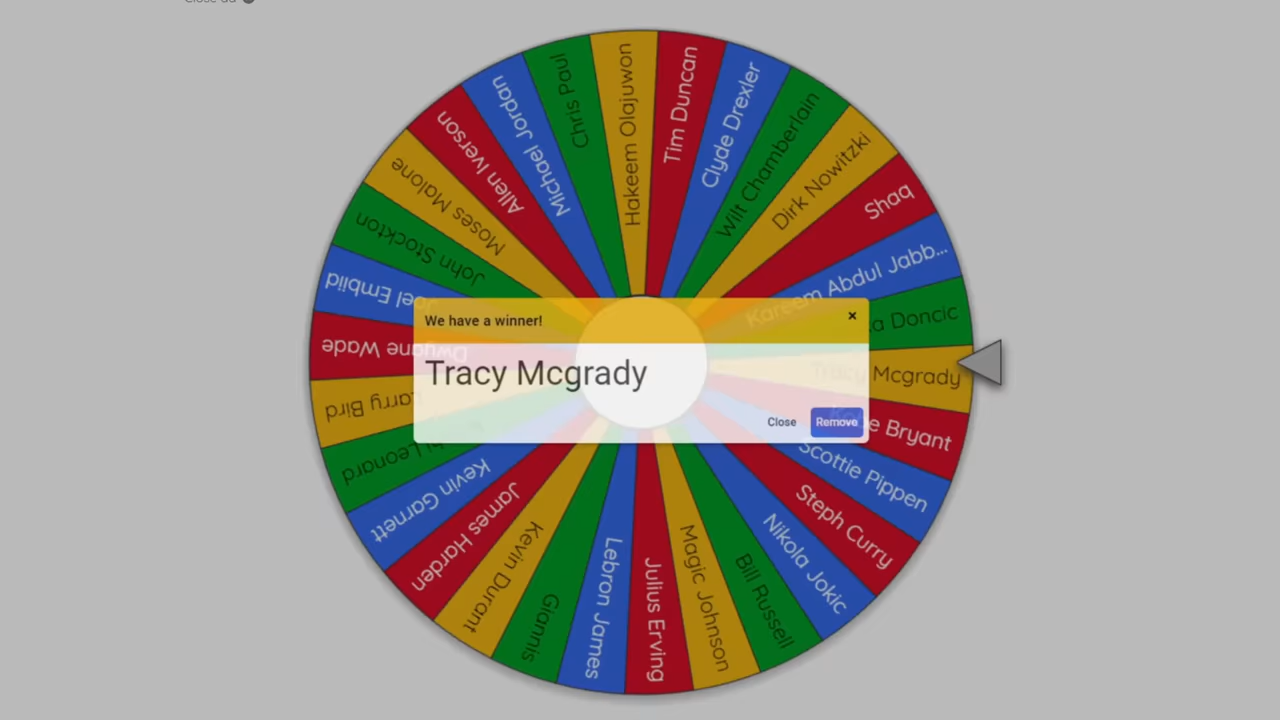 We have a winner!
×
Tracy Mcgrady
Close
Remove
Hakeem Olajuwon
Tim Duncan
Clyde Drexler
Wilt Chamberlain
Dirk Nowitzki
Shaq
Kareem Abdul Jabb...
Doncic
Tracy Mcgrady
Bryant
Scottie Pippen
Steph Curry
Nikola Jokic
Bill Russell
Magic Johnson
Julius Erving
Lebron James
Giannis
Kevin Durant
James Harden
Kevin Garnett
Leonard
Larry Bird
Dwyane Wade
Joel Embiid
John Stockton
Moses Malone
Allen Iverson
Michael Jordan
Chris Paul